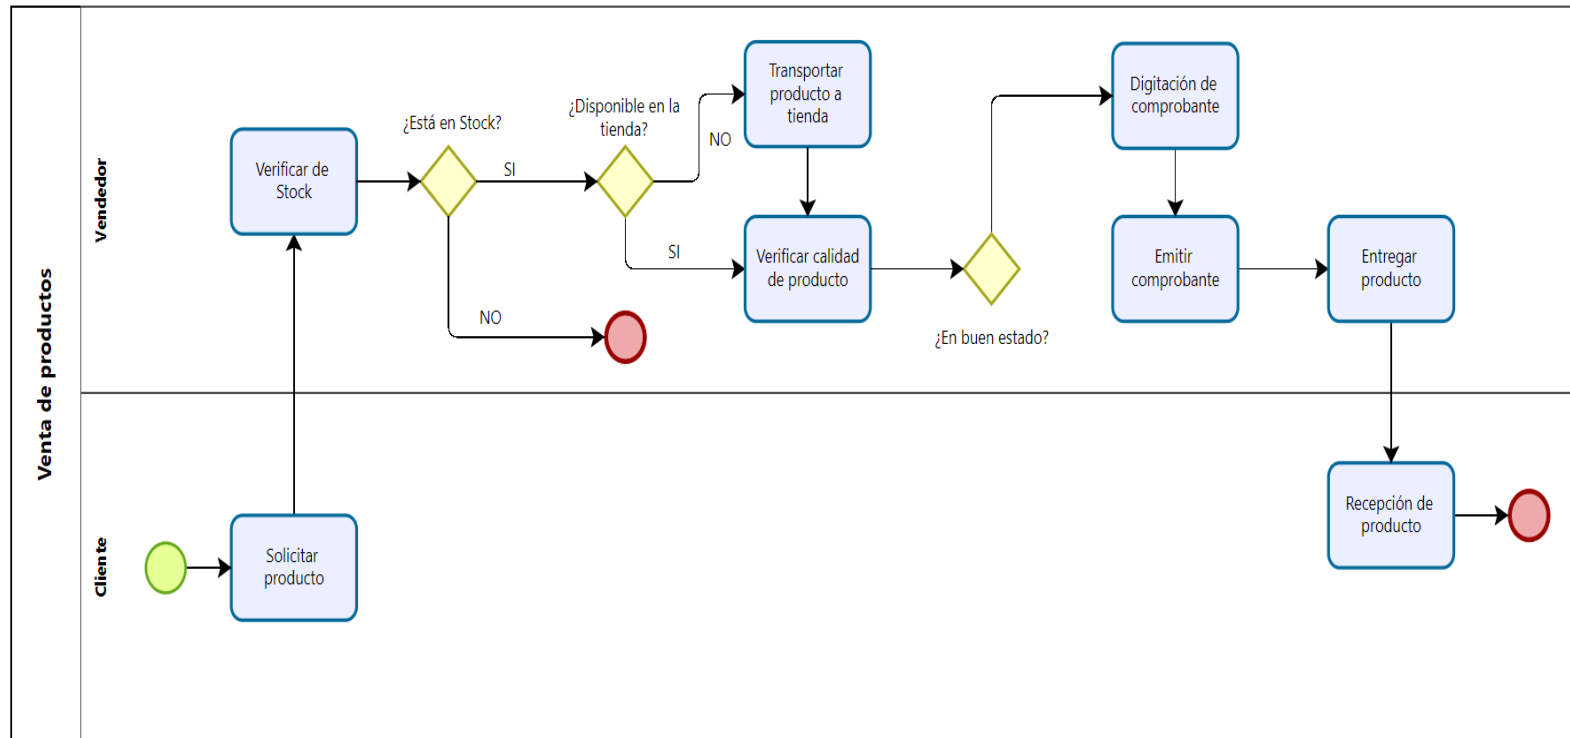 Venta de productos
Vendedor
Cliente
Solicitar
producto
Verificar de
Stock
¿Está en Stock?
SI
NO
¿Disponible en la
tienda?
NO
SI
Transportar
producto a
tienda
Verificar calidad
de producto
¿En buen estado?
Digitación de
comprobante
Emitir
comprobante
Entregar
producto
Recepción de
producto